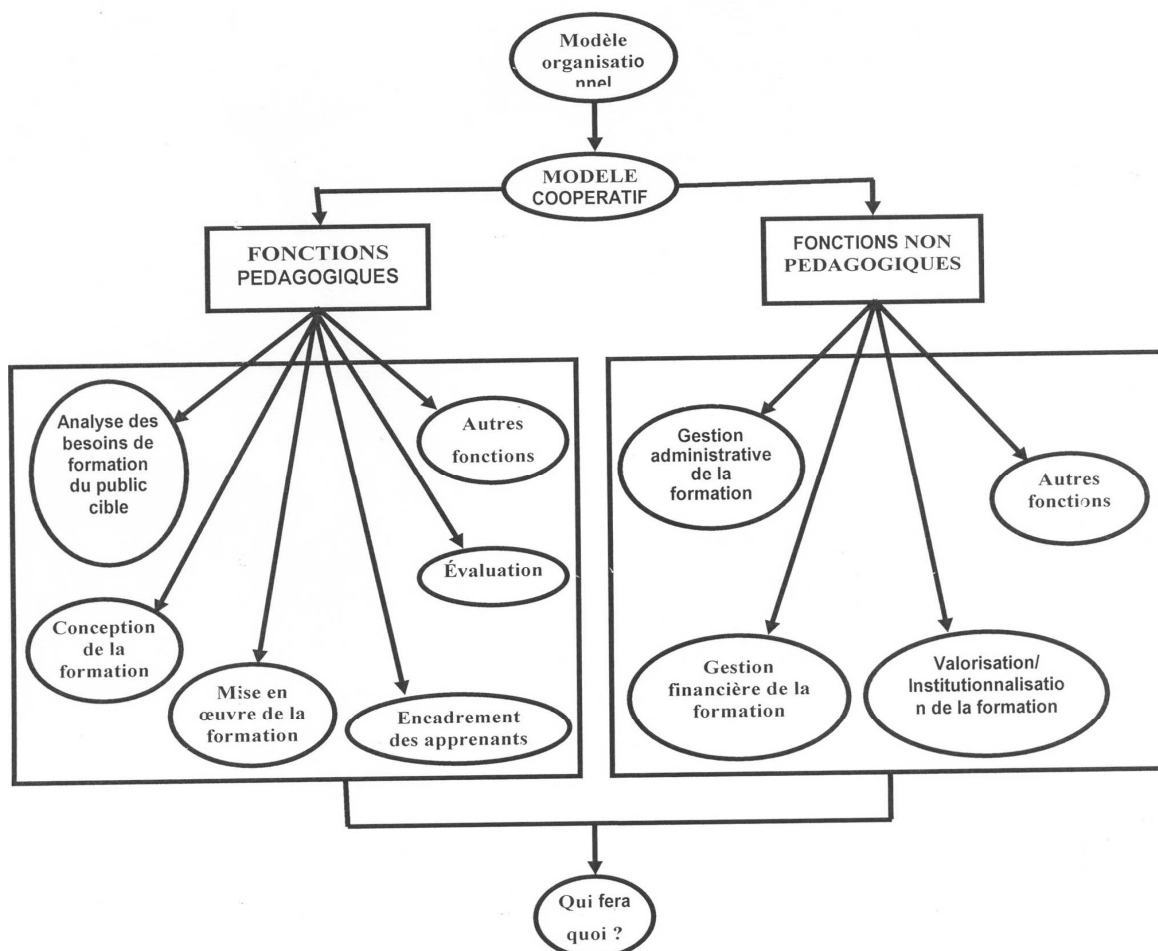 Modèle
organisatio
nnel
MODELE
COOPERATIF
FONCTIONS
PEDAGOGIQUES
FONCTIONS NON
PEDAGOGIQUES
Analyse des
besoins de
formation
du public
cible
Autres
fonctions
Évaluation
Conception
de la
formation
Mise en
œuvre de la
formation
Encadrement
des apprenants
Gestion
administrative
de la
formation
Autres
fonctions
Gestion
financière de la
formation
Valorisation/
Institutionnalisatio
n de la formation
Qui fera
quoi ?